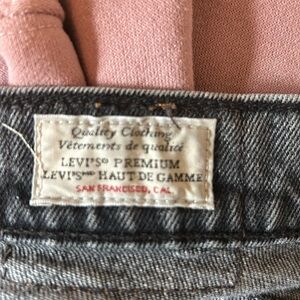 Quality Clothing
Vêtements de qualité
LEVI'S® PREMIUM
LEVI'SMD HAUT DE GAMME
SAN FRANCISCO, CAL